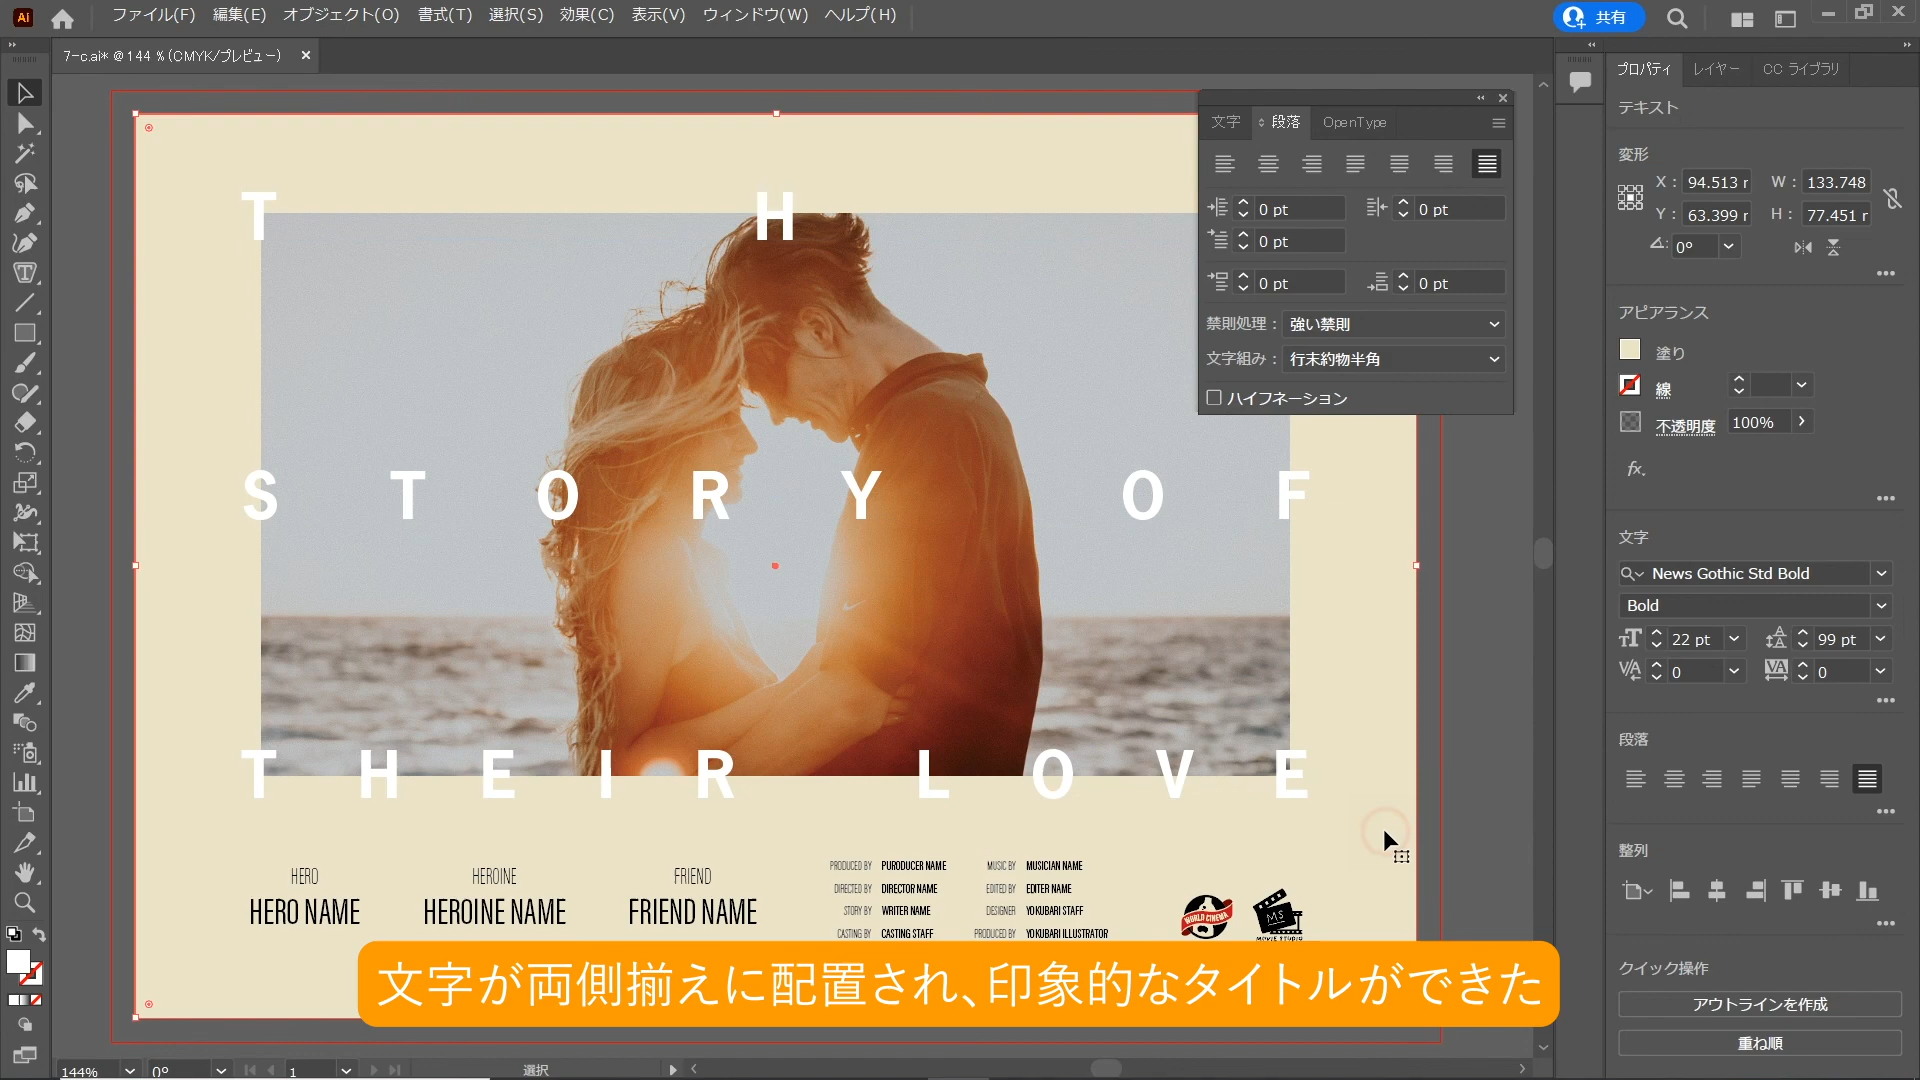 Ai ファイル(F) 編集(E) オブジェクト(O) 書式(T) 選択(S) 効果(C) 表示(V) ウィンドウ(W) ヘルプ(H) 共有
7-c.ai* @ 144 % (CMYK/プレビュー)
文字 段落 OpenType
0 pt 0 pt
0 pt
0 pt 0 pt
禁則処理 : 強い禁則
文字組み : 行末約物半角
ハイフネーション
T H
STORY OF
THEIR LOVE
HERO
HERO NAME
HEROINE
HEROINE NAME
FRIEND
FRIEND NAME
PRODUCED BY PURODUCER NAME
DIRECTED BY DIRECTOR NAME
STORY BY WRITER NAME
CASTING BY CASTING STAFF
MUSIC BY MUSICIAN NAME
EDITED BY EDITER NAME
DESIGNER YOKUBARI STAFF
PRODUCED BY YOKUBARI ILLUSTRATOR
WORLD CINEMA
MS
MOVIE STUDIO
文字が両側揃えに配置され、印象的なタイトルができた
144% 0° 1 選択
プロパティ レイヤー CC ライブラリ
テキスト
変形
X : 94.513 W : 133.748
Y : 63.399 H : 77.451
0°
アピアランス
塗り
線
不透明度 100%
fx.
文字
News Gothic Std Bold
Bold
22 pt 99 pt
0 0
段落
整列
クイック操作
アウトラインを作成
重ね順